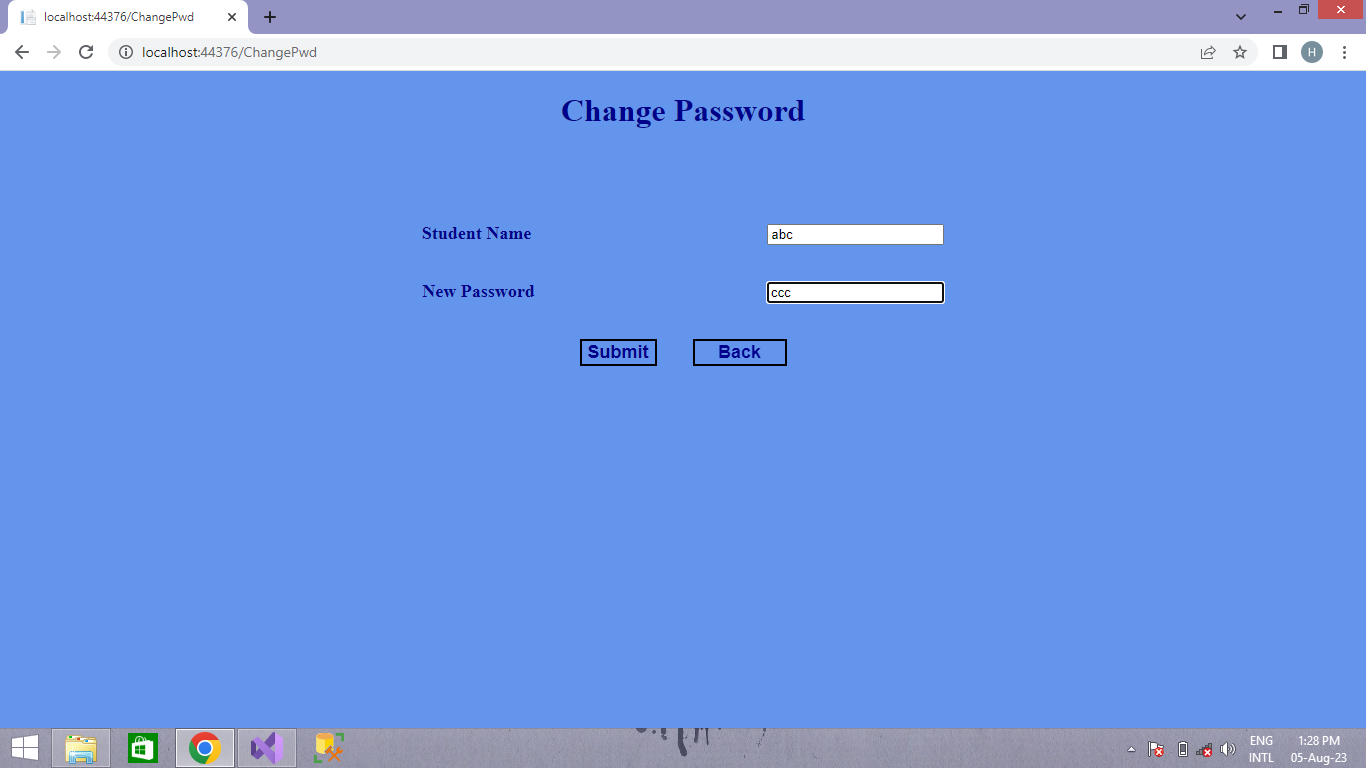 localhost:44376/ChangePwd
localhost:44376/ChangePwd
H
Change Password
Student Name abc
New Password ccc
Submit Back
ENG 1:28 PM
INTL 05-Aug-23